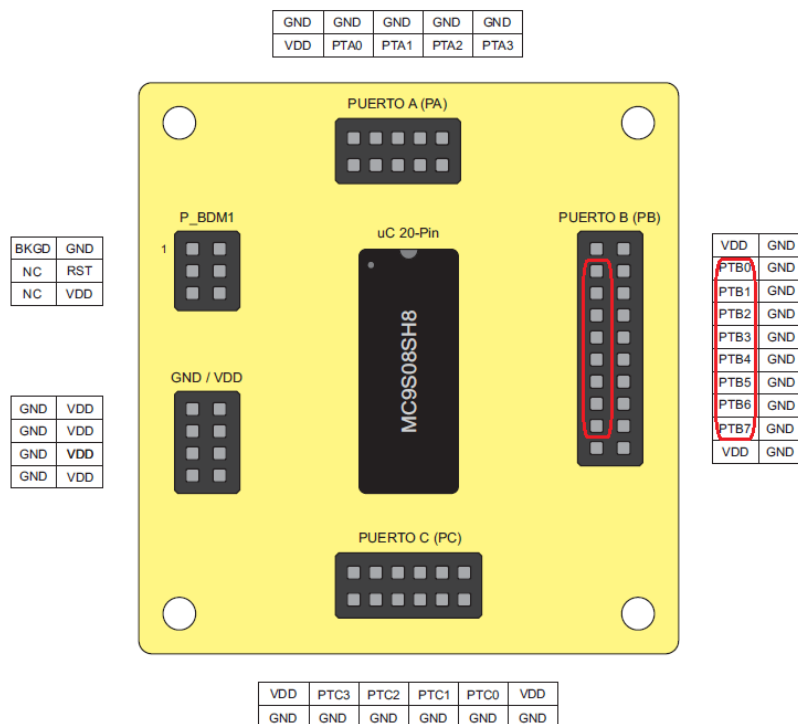 GND GND GND GND GND
VDD PTA0 PTA1 PTA2 PTA3
PUERTO A (PA)
P_BDM1
1
BKGD GND
NC RST
NC VDD
uC 20-Pin
MC9S08SH8
PUERTO B (PB)
VDD GND
PTB0 GND
PTB1 GND
PTB2 GND
PTB3 GND
PTB4 GND
PTB5 GND
PTB6 GND
PTB7 GND
VDD GND
GND / VDD
GND VDD
GND VDD
GND VDD
GND VDD
PUERTO C (PC)
VDD PTC3 PTC2 PTC1 PTC0 VDD
GND GND GND GND GND GND